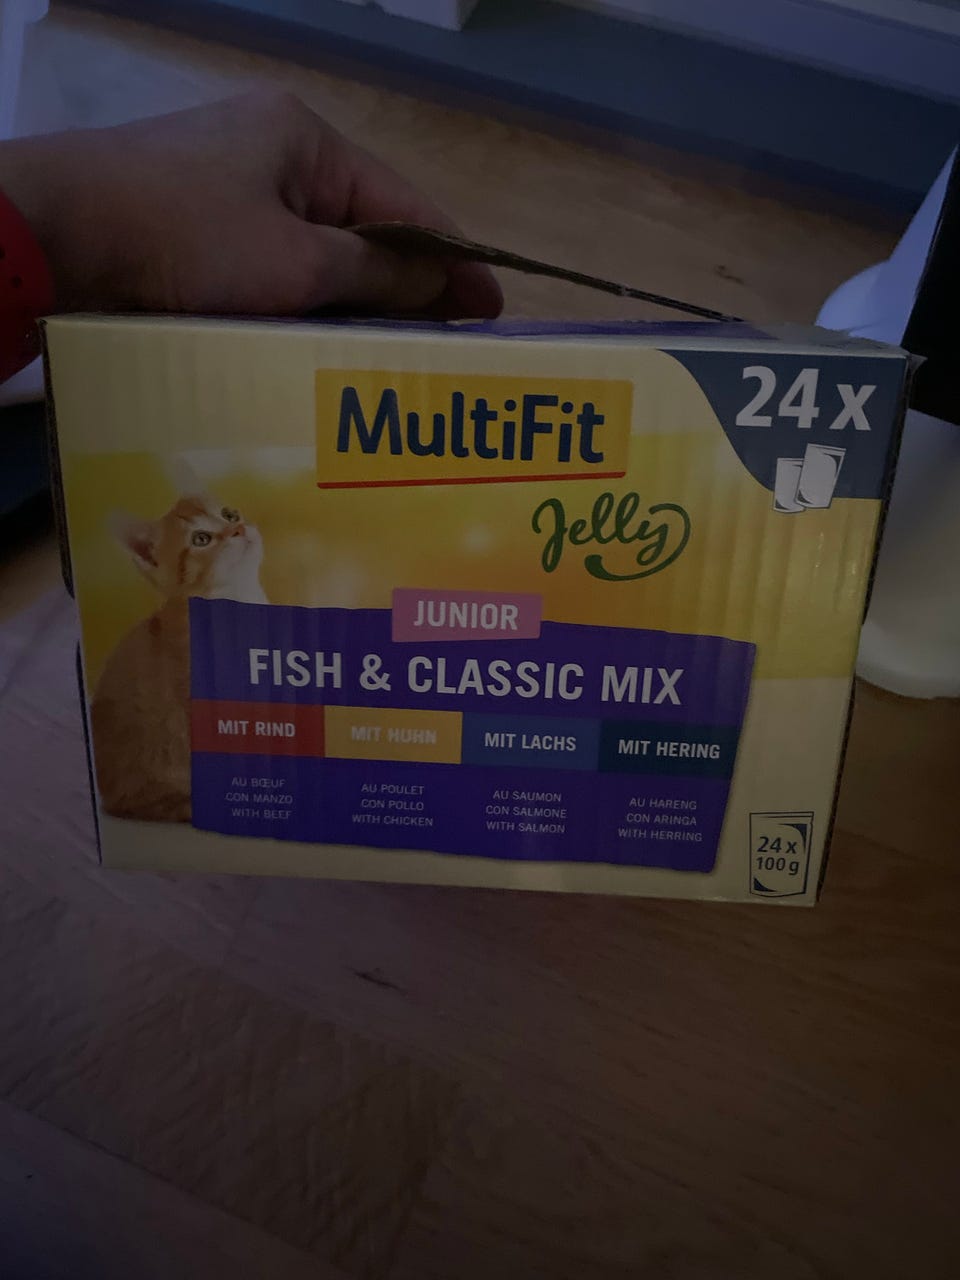 MultiFit
24 x
Jelly
JUNIOR
FISH & CLASSIC MIX
MIT RIND
MIT HUHN
MIT LACHS
MIT HERING
AU BŒUF
CON MANZO
WITH BEEF
AU POULET
CON POLLO
WITH CHICKEN
AU SAUMON
CON SALMONE
WITH SALMON
AU HARENG
CON ARINGA
WITH HERRING
24 x
100 g